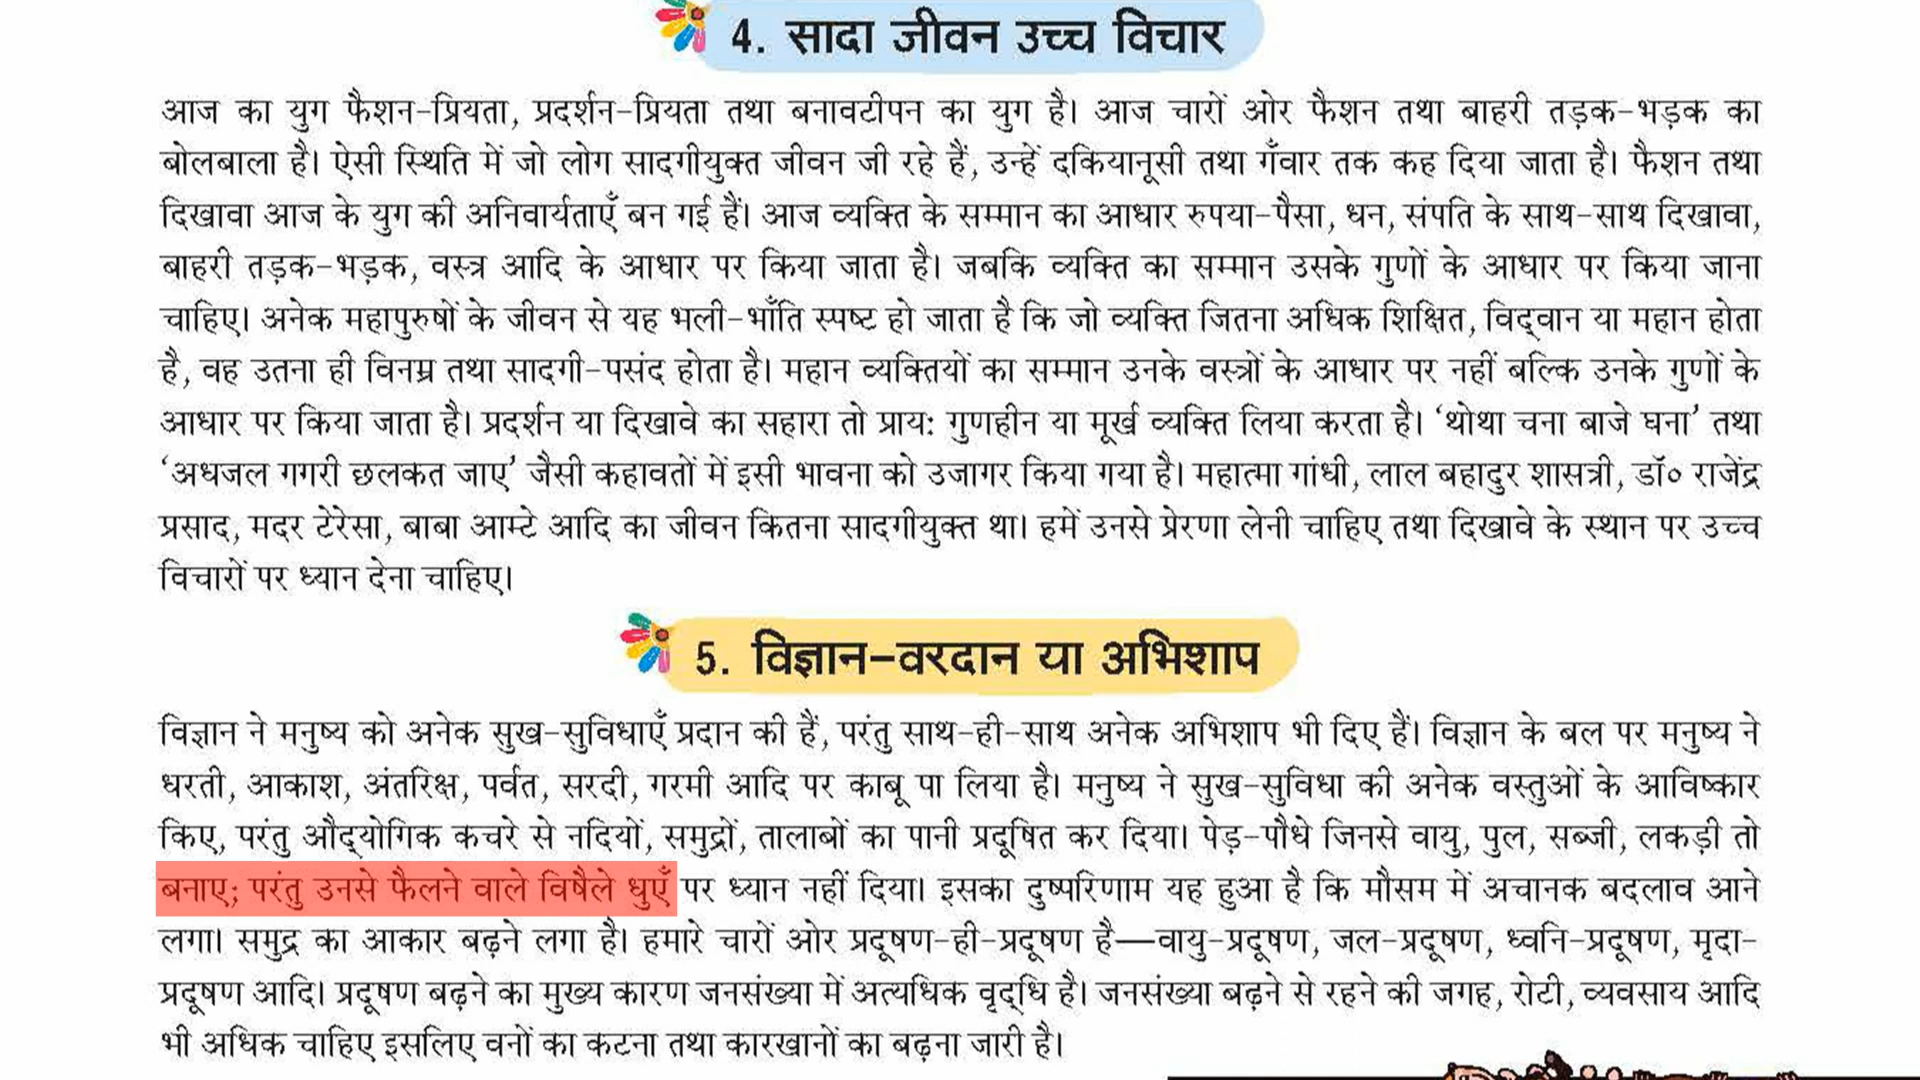 4. सादा जीवन उच्च विचार
आज का युग फैशन-प्रियता, प्रदर्शन-प्रियता तथा बनावटीपन का युग है। आज चारों ओर फैशन तथा बाहरी तड़क-भड़क का
बोलबाला है। ऐसी स्थिति में जो लोग सादगीयुक्त जीवन जी रहे हैं, उन्हें दकियानूसी तथा गँवार तक कह दिया जाता है। फैशन तथा
दिखावा आज के युग की अनिवार्यताएँ बन गई हैं। आज व्यक्ति के सम्मान का आधार रुपया-पैसा, धन, संपति के साथ-साथ दिखावा,
बाहरी तड़क-भड़क, वस्त्र आदि के आधार पर किया जाता है। जबकि व्यक्ति का सम्मान उसके गुणों के आधार पर किया जाना
चाहिए। अनेक महापुरुषों के जीवन से यह भली-भाँति स्पष्ट हो जाता है कि जो व्यक्ति जितना अधिक शिक्षित, विद्‌वान या महान होता
है, वह उतना ही विनम्र तथा सादगी-पसंद होता है। महान व्यक्तियों का सम्मान उनके वस्त्रों के आधार पर नहीं बल्कि उनके गुणों के
आधार पर किया जाता है। प्रदर्शन या दिखावे का सहारा तो प्राय: गुणहीन या मूर्ख व्यक्ति लिया करता है। ‘थोथा चना बाजे घना’ तथा
‘अधजल गगरी छलकत जाए’ जैसी कहावतों में इसी भावना को उजागर किया गया है। महात्मा गांधी, लाल बहादुर शास्त्री, डॉ० राजेंद्र
प्रसाद, मदर टेरेसा, बाबा आम्टे आदि का जीवन कितना सादगीयुक्त था। हमें उनसे प्रेरणा लेनी चाहिए तथा दिखावे के स्थान पर उच्च
विचारों पर ध्यान देना चाहिए।
5. विज्ञान-वरदान या अभिशाप
विज्ञान ने मनुष्य को अनेक सुख-सुविधाएँ प्रदान की हैं, परंतु साथ-ही-साथ अनेक अभिशाप भी दिए हैं। विज्ञान के बल पर मनुष्य ने
धरती, आकाश, अंतरिक्ष, पर्वत, सरदी, गरमी आदि पर काबू पा लिया है। मनुष्य ने सुख-सुविधा की अनेक वस्तुओं के आविष्कार
किए, परंतु औद्‌योगिक कचरे से नदियों, समुद्रों, तालाबों का पानी प्रदूषित कर दिया। पेड़-पौधे जिनसे वायु, पुल, सब्जी, लकड़ी तो
बनाए; परंतु उनसे फैलने वाले विषैले धुएँ पर ध्यान नहीं दिया। इसका दुष्परिणाम यह हुआ है कि मौसम में अचानक बदलाव आने
लगा। समुद्र का आकार बढ़ने लगा है। हमारे चारों ओर प्रदूषण-ही-प्रदूषण है—वायु-प्रदूषण, जल-प्रदूषण, ध्वनि-प्रदूषण, मृदा-
प्रदूषण आदि। प्रदूषण बढ़ने का मुख्य कारण जनसंख्या में अत्यधिक वृद्‌धि है। जनसंख्या बढ़ने से रहने की जगह, रोटी, व्यवसाय आदि
भी अधिक चाहिए इसलिए वनों का कटना तथा कारखानों का बढ़ना जारी है।